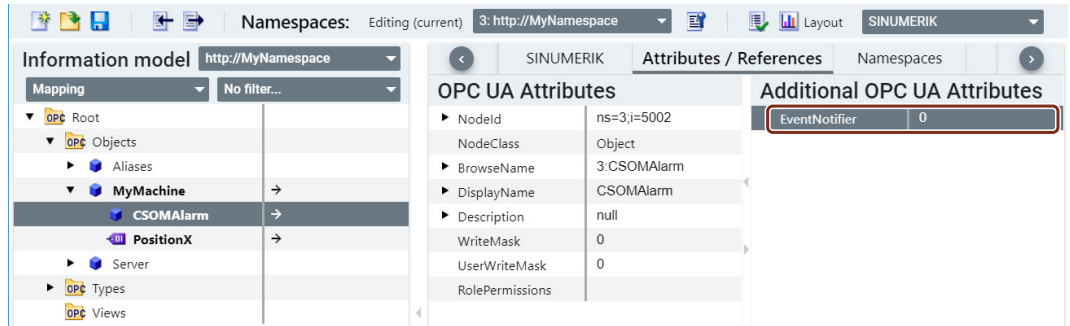 Namespaces: Editing (current) 3: http://MyNamespace Layout SINUMERIK
Information model http://MyNamespace
Mapping No filter...
OPC Root
OPC Objects
Aliases
MyMachine →
CSOMAlarm →
DI PositionX →
Server
OPC Types
OPC Views
SINUMERIK Attributes / References Namespaces
OPC UA Attributes
NodeId ns=3;i=5002
NodeClass Object
BrowseName 3:CSOMAlarm
DisplayName CSOMAlarm
Description null
WriteMask 0
UserWriteMask 0
RolePermissions
Additional OPC UA Attributes
EventNotifier 0